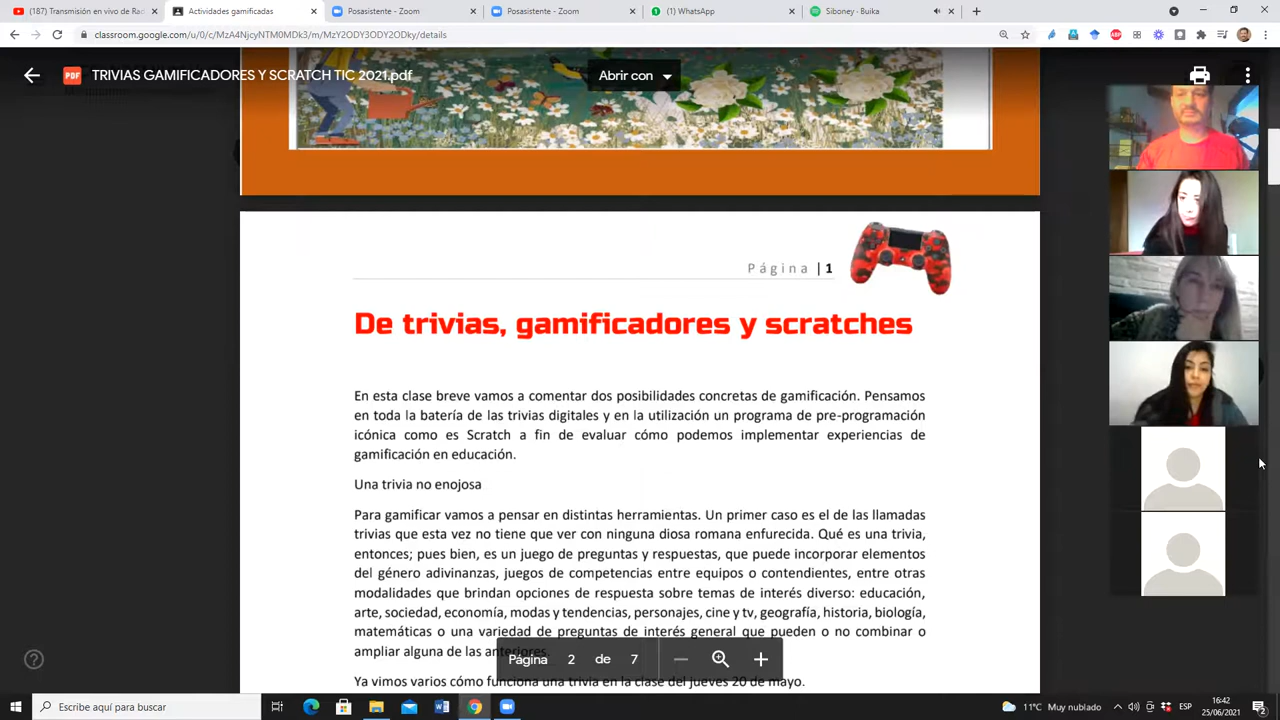 (187) Transmisión en vivo de Rac
Actividades gamificadas
Posasistente - Zoom
Posasistente - Zoom
(1) WhatsApp
Siboney - Buika
classroom.google.com/u/0/c/MzA4NjcyNTM0MDk3/m/MzY2ODY3ODY2ODky/details
PDF
TRIVIAS GAMIFICADORES Y SCRATCH TIC 2021.pdf
Abrir con
Página | 1
De trivias, gamificadores y scratches
En esta clase breve vamos a comentar dos posibilidades concretas de gamificación. Pensamos
en toda la batería de las trivias digitales y en la utilización un programa de pre-programación
icónica como es Scratch a fin de evaluar cómo podemos implementar experiencias de
gamificación en educación.
Una trivia no enojosa
Para gamificar vamos a pensar en distintas herramientas. Un primer caso es el de las llamadas
trivias que esta vez no tiene que ver con ninguna diosa romana enfurecida. Qué es una trivia,
entonces; pues bien, es un juego de preguntas y respuestas, que puede incorporar elementos
del género adivinanzas, juegos de competencias entre equipos o contendientes, entre otras
modalidades que brindan opciones de respuesta sobre temas de interés diverso: educación,
arte, sociedad, economía, modas y tendencias, personajes, cine y tv, geografía, historia, biología,
matemáticas o una variedad de preguntas de interés general que pueden o no combinar o
ampliar alguna de las anteriores.
Página 2 de 7
Ya vimos varios cómo funciona una trivia en la clase del jueves 20 de mayo.
Escribe aquí para buscar
11°C Muy nublado
ESP
16:42
25/06/2021